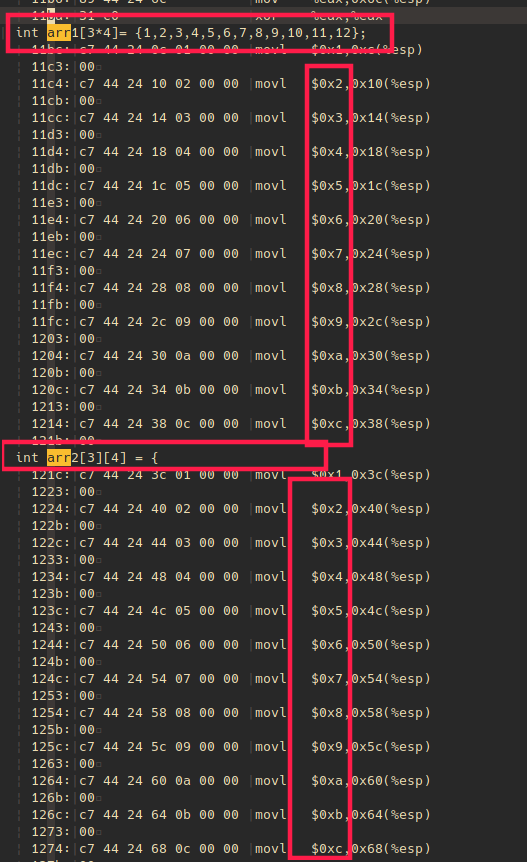 int arr1[3*4]= {1,2,3,4,5,6,7,8,9,10,11,12};
$0x1,0xc(%esp)
11c3: 00
11c4: c7 44 24 10 02 00 00 movl $0x2,0x10(%esp)
11cb: 00
11cc: c7 44 24 14 03 00 00 movl $0x3,0x14(%esp)
11d3: 00
11d4: c7 44 24 18 04 00 00 movl $0x4,0x18(%esp)
11db: 00
11dc: c7 44 24 1c 05 00 00 movl $0x5,0x1c(%esp)
11e3: 00
11e4: c7 44 24 20 06 00 00 movl $0x6,0x20(%esp)
11eb: 00
11ec: c7 44 24 24 07 00 00 movl $0x7,0x24(%esp)
11f3: 00
11f4: c7 44 24 28 08 00 00 movl $0x8,0x28(%esp)
11fb: 00
11fc: c7 44 24 2c 09 00 00 movl $0x9,0x2c(%esp)
1203: 00
1204: c7 44 24 30 0a 00 00 movl $0xa,0x30(%esp)
120b: 00
120c: c7 44 24 34 0b 00 00 movl $0xb,0x34(%esp)
1213: 00
1214: c7 44 24 38 0c 00 00 movl $0xc,0x38(%esp)
int arr2[3][4] = {
121c: c7 44 24 3c 01 00 00 movl $0x1,0x3c(%esp)
1223: 00
1224: c7 44 24 40 02 00 00 movl $0x2,0x40(%esp)
122b: 00
122c: c7 44 24 44 03 00 00 movl $0x3,0x44(%esp)
1233: 00
1234: c7 44 24 48 04 00 00 movl $0x4,0x48(%esp)
123b: 00
123c: c7 44 24 4c 05 00 00 movl $0x5,0x4c(%esp)
1243: 00
1244: c7 44 24 50 06 00 00 movl $0x6,0x50(%esp)
124b: 00
124c: c7 44 24 54 07 00 00 movl $0x7,0x54(%esp)
1253: 00
1254: c7 44 24 58 08 00 00 movl $0x8,0x58(%esp)
125b: 00
125c: c7 44 24 5c 09 00 00 movl $0x9,0x5c(%esp)
1263: 00
1264: c7 44 24 60 0a 00 00 movl $0xa,0x60(%esp)
126b: 00
126c: c7 44 24 64 0b 00 00 movl $0xb,0x64(%esp)
1273: 00
1274: c7 44 24 68 0c 00 00 movl $0xc,0x68(%esp)